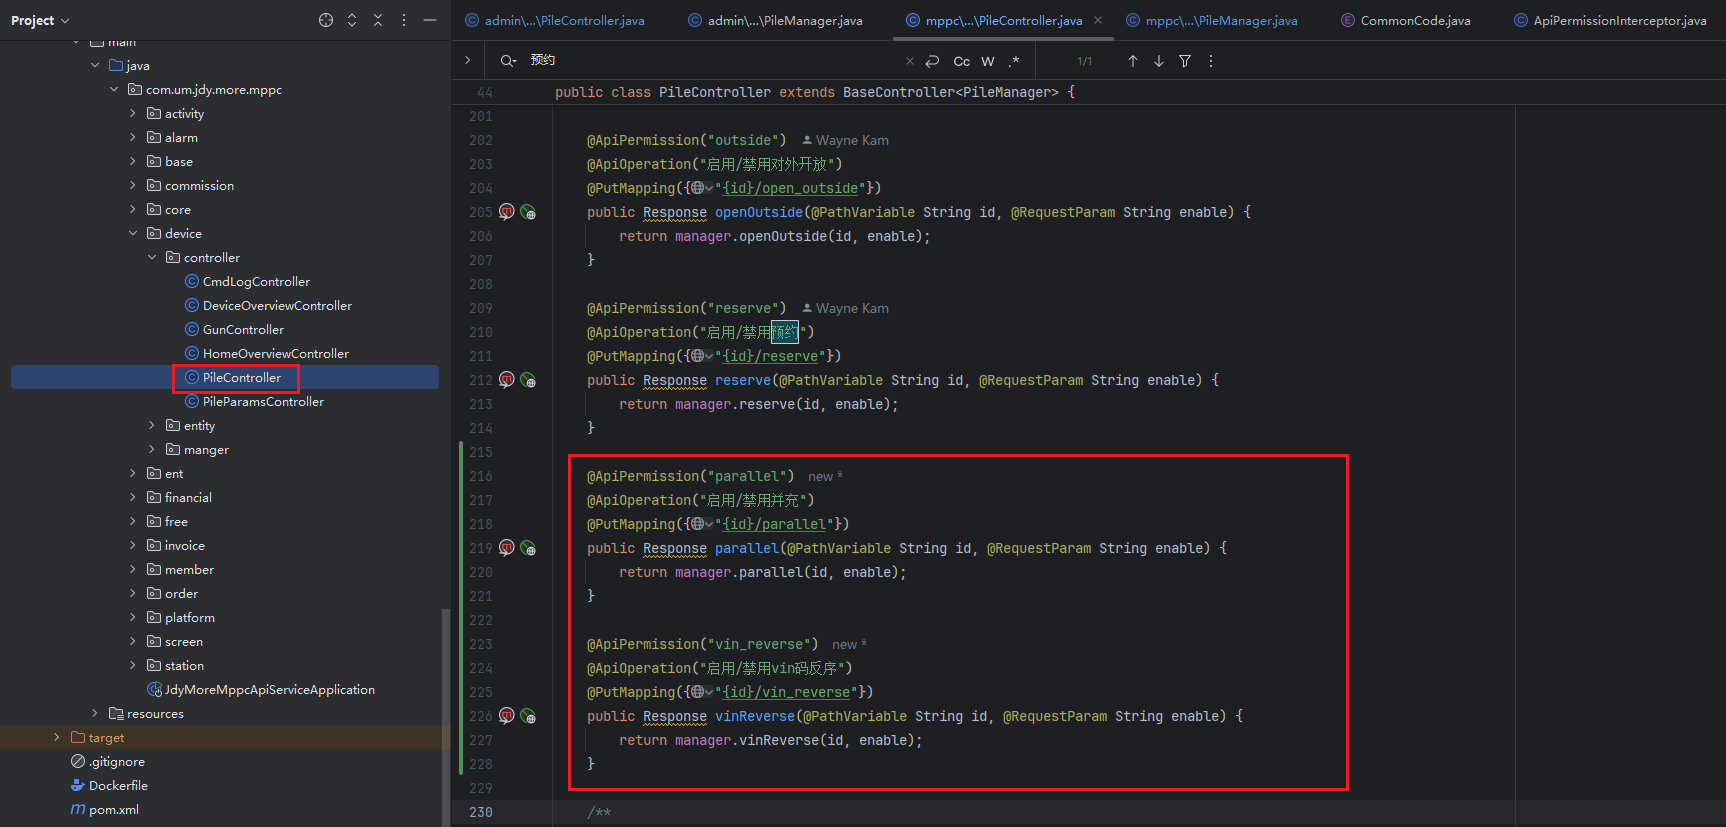 Project
main
java
com.um.jdy.more.mppc
activity
alarm
base
commission
core
device
controller
CmdLogController
DeviceOverviewController
GunController
HomeOverviewController
PileController
PileParamsController
entity
manger
ent
financial
free
invoice
member
order
platform
screen
station
JdyMoreMppcApiServiceApplication
resources
target
.gitignore
Dockerfile
pom.xml
admin\...\PileController.java
admin\...\PileManager.java
mppc\...\PileController.java
mppc\...\PileManager.java
CommonCode.java
ApiPermissionInterceptor.java
预约 Cc W .* 1/1
44 public class PileController extends BaseController<PileManager> {
201
202 @ApiPermission("outside") Wayne Kam
203 @ApiOperation("启用/禁用对外开放")
204 @PutMapping({"{id}/open_outside"})
205 public Response openOutside(@PathVariable String id, @RequestParam String enable) {
206 return manager.openOutside(id, enable);
207 }
208
209 @ApiPermission("reserve") Wayne Kam
210 @ApiOperation("启用/禁用预约")
211 @PutMapping({"{id}/reserve"})
212 public Response reserve(@PathVariable String id, @RequestParam String enable) {
213 return manager.reserve(id, enable);
214 }
215
216 @ApiPermission("parallel") new *
217 @ApiOperation("启用/禁用并充")
218 @PutMapping({"{id}/parallel"})
219 public Response parallel(@PathVariable String id, @RequestParam String enable) {
220 return manager.parallel(id, enable);
221 }
222
223 @ApiPermission("vin_reverse") new *
224 @ApiOperation("启用/禁用vin码反序")
225 @PutMapping({"{id}/vin_reverse"})
226 public Response vinReverse(@PathVariable String id, @RequestParam String enable) {
227 return manager.vinReverse(id, enable);
228 }
229
230 /**